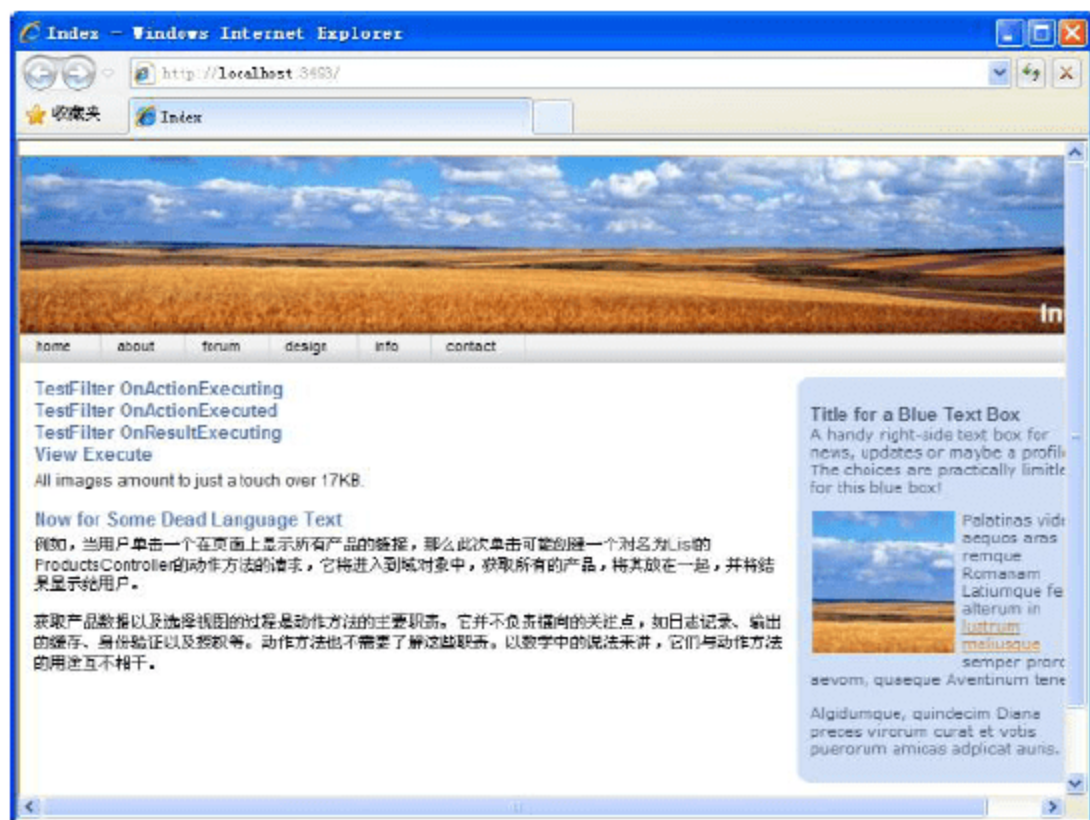 Index - Windows Internet Explorer
http://localhost:3493/
收藏夹
Index
In
home about forum design info contact
TestFilter OnActionExecuting
TestFilter OnActionExecuted
TestFilter OnResultExecuting
View Execute
All images amount to just a touch over 17KB.
Now for Some Dead Language Text
例如，当用户单击一个在页面上显示所有产品的链接，那么此次单击可能创建一个对名为List的
ProductsController的动作方法的请求，它将进入到域对象中，获取所有的产品，将其放在一起，并将结
果显示给用户。
获取产品数据以及选择视图的过程是动作方法的主要职责。它并不负责横向的关注点，如日志记录、输出
的缓存、身份验证以及授权等。动作方法也不需要了解这些职责。以数学中的说法来讲，它们与动作方法
的用途互不相干。
Title for a Blue Text Box
A handy right-side text box for
news, updates or maybe a profil
The choices are practically limitle
for this blue box!
Palatinas vide
aequos aras
remque
Romanam
Latiumque fe
alterum in
lustrum
meliusque
semper proro
aevom, quaeque Aventinum tene
Algidumque, quindecim Diana
preces virorum curat et votis
puerorum amicas adplicat auris.